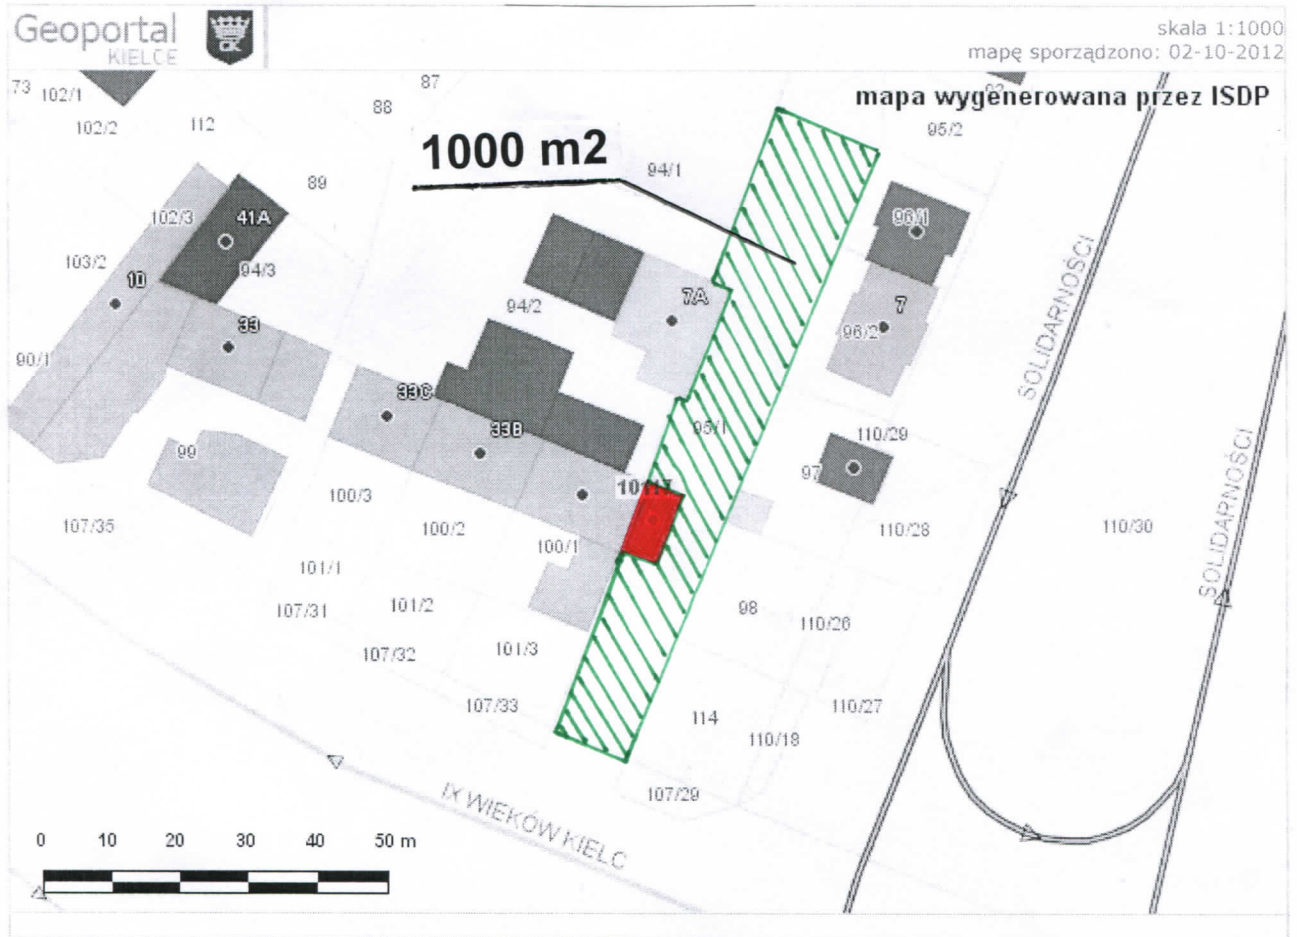 Geoportal
KIELCE
CK
skala 1:1000
mapę sporządzono: 02-10-2012
mapa wygenerowana przez ISDP
73
102/1
102/2
112
88
87
95/2
1000 m2
94/1
89
102/3
41A
96/1
103/2
94/3
10
94/2
7A
7
96/2
33
90/1
33C
33B
95/1
110/29
97
99
100/3
100/2
100/1
110/28
110/30
107/35
101/1
107/31
101/2
107/32
101/3
107/33
98
110/26
114
110/18
110/27
107/29
SOLIDARNOŚCI
SOLIDARNOŚCI
IX WIEKÓW KIELC
0 10 20 30 40 50 m